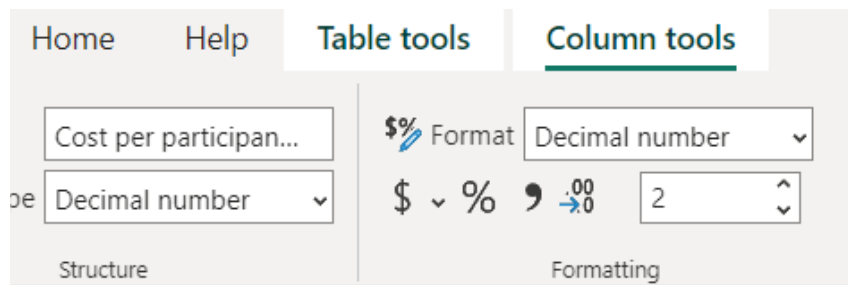 Home Help Table tools Column tools
Cost per participan... $% Format Decimal number
pe Decimal number $ % , .00 .0 2
Structure Formatting